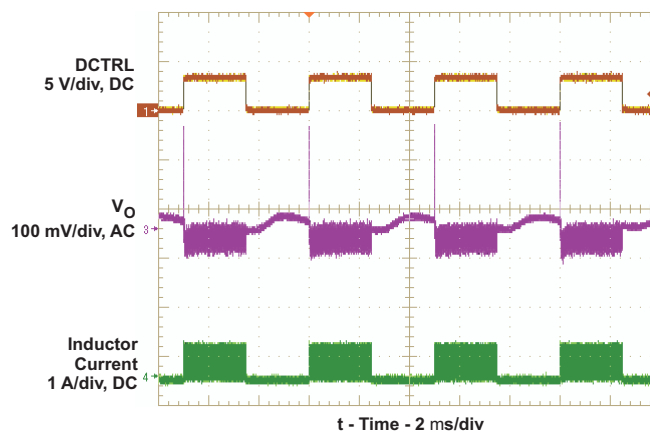 DCTRL
5 V/div, DC
1
V_O
100 mV/div, AC
3
Inductor
Current
1 A/div, DC
4
t - Time - 2 ms/div